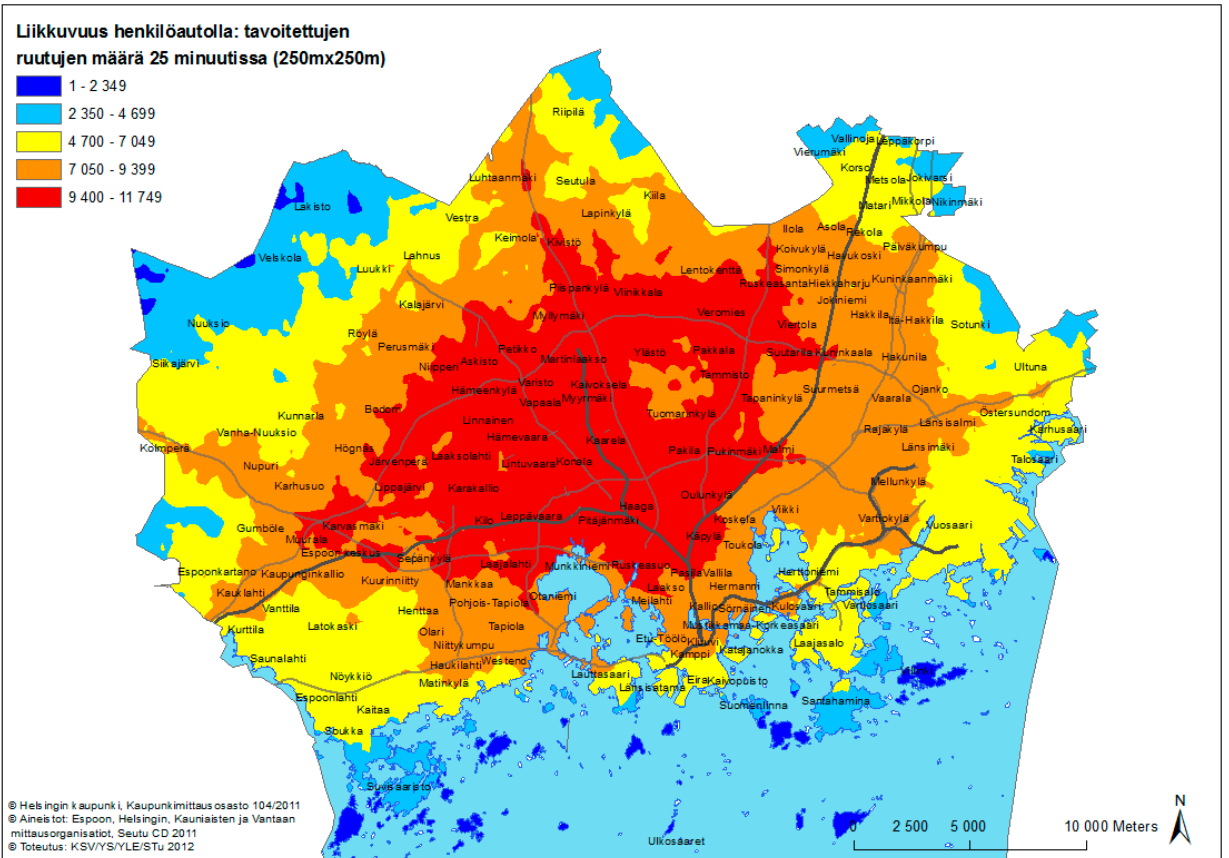 Liikkuvuus henkilöautolla: tavoitettujen
ruutujen määrä 25 minuutissa (250mx250m)
1 - 2 349
2 350 - 4 699
4 700 - 7 049
7 050 - 9 399
9 400 - 11 749
Riipilä
Vallinoja
Leppäkorpi
Vierumäki
Korso
Metsola
Jokivarsi
Luhtaanmäki
Seutula
Kiila
Matari
Mikkola
Nikinmäki
Lakisto
Vestra
Lapinkylä
Ilola
Asola
Rekola
Keimola
Kivistö
Koivukylä
Havukoski
Päiväkumpu
Velskola
Luukki
Lahnus
Lentokenttä
Simonkylä
Ruskeasanta
Hiekkaharju
Kuninkaanmäki
Kalajärvi
Piispankylä
Viinikkala
Jokiniemi
Nuuksio
Röylä
Myllymäki
Veromies
Viertola
Hakkila
Itä-Hakkila
Sotunki
Siikajärvi
Perusmäki
Niipperi
Askisto
Petikko
Martinlaakso
Ylästö
Pakkala
Suutarila
Kuninkaala
Hakunila
Ultuna
Hämeenkylä
Varisto
Kaivoksela
Tammisto
Vapaala
Myyrmäki
Tapaninkylä
Suurmetsä
Vaarala
Ojanko
Kunnarla
Bodom
Linnainen
Tuomarinkylä
Östersundom
Vanha-Nuuksio
Hämevaara
Kaarela
Rajakylä
Länsisalmi
Karhusaari
Kolmperä
Högnäs
Järvenperä
Laaksolahti
Lintuvaara
Konala
Pakila
Pukinmäki
Malmi
Länsimäki
Talosaari
Nupuri
Karhusuo
Lippajärvi
Karakallio
Oulunkylä
Mellunkylä
Haaga
Gumböle
Karvasmäki
Kilo
Leppävaara
Pitäjänmäki
Koskela
Viikki
Vartiokylä
Vuosaari
Muurala
Käpylä
Toukola
Espoon keskus
Sepänkylä
Laajalahti
Munkkiniemi
Ruskeasuo
Espoonkartano
Kaupunginkallio
Kuurinniitty
Mankkaa
Pasila
Vallila
Herttoniemi
Kauklahti
Otaniemi
Laakso
Hermanni
Tammisalo
Vanttila
Henttaa
Pohjois-Tapiola
Meilahti
Kallio
Sörnäinen
Kulosaari
Vartiosaari
Kurttila
Latokaski
Olari
Tapiola
Mustikkamaa-Korkeasaari
Niittykumpu
Etu-Töölö
Kluuvi
Laajasalo
Saunalahti
Haukilahti
Westend
Kamppi
Katajanokka
Nöykkiö
Matinkylä
Lauttasaari
Länsisatama
Eira
Kaivopuisto
Villinki
Espoonlahti
Kaitaa
Suomenlinna
Santahamina
Soukka
Suvisaaristo
Ulkosaaret
© Helsingin kaupunki, Kaupunkimittausosasto 104/2011
© Aineistot: Espoon, Helsingin, Kauniaisten ja Vantaan
mittausorganisatiot, Seutu CD 2011
© Toteutus: KSV/YS/YLE/STu 2012
0 2 500 5 000 10 000 Meters
N